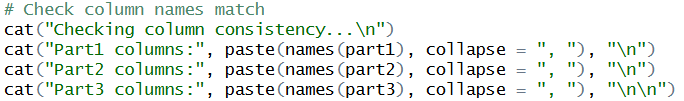 # Check column names match
cat("Checking column consistency...\n")
cat("Part1 columns:", paste(names(part1), collapse = ", "), "\n")
cat("Part2 columns:", paste(names(part2), collapse = ", "), "\n")
cat("Part3 columns:", paste(names(part3), collapse = ", "), "\n\n")